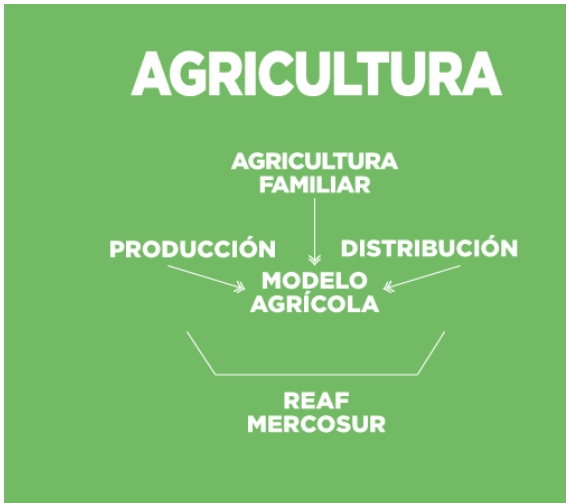 AGRICULTURA
AGRICULTURA
FAMILIAR
PRODUCCIÓN
DISTRIBUCIÓN
MODELO
AGRÍCOLA
REAF
MERCOSUR